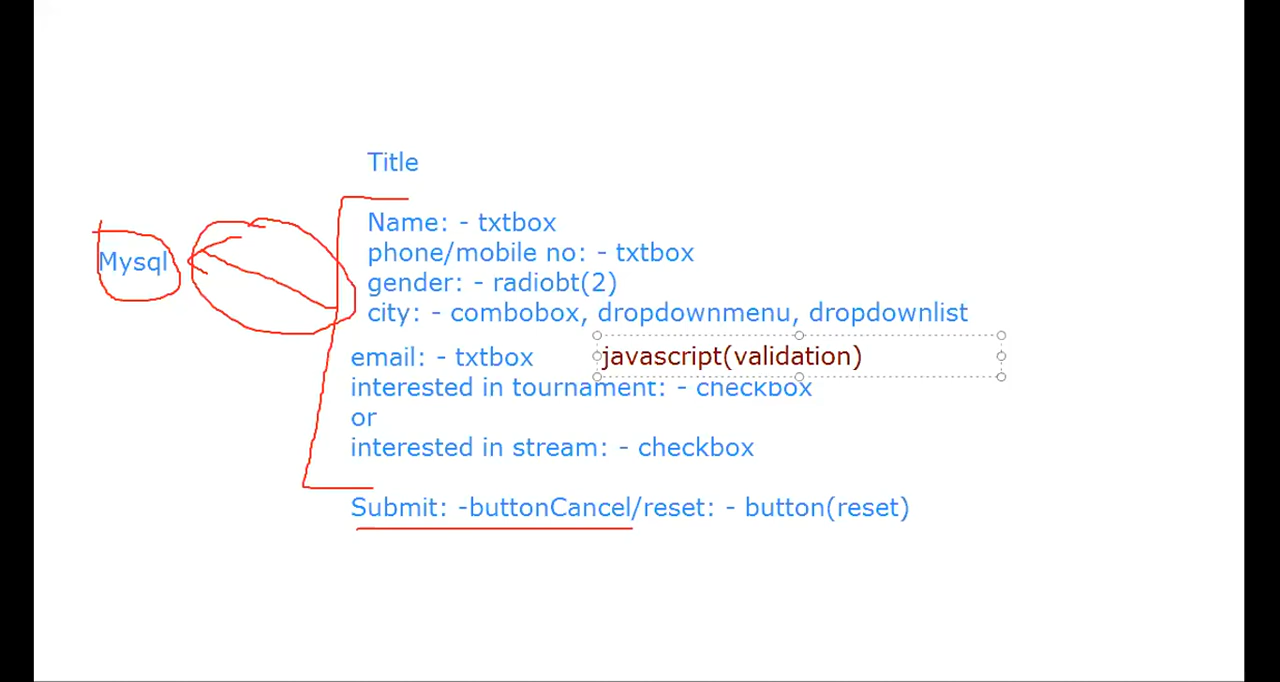 Title
Name: - txtbox
phone/mobile no: - txtbox
Mysql
gender: - radiobt(2)
city: - combobox, dropdownmenu, dropdownlist
email: - txtbox
javascript(validation)
interested in tournament: - checkbox
or
interested in stream: - checkbox
Submit: -buttonCancel/reset: - button(reset)